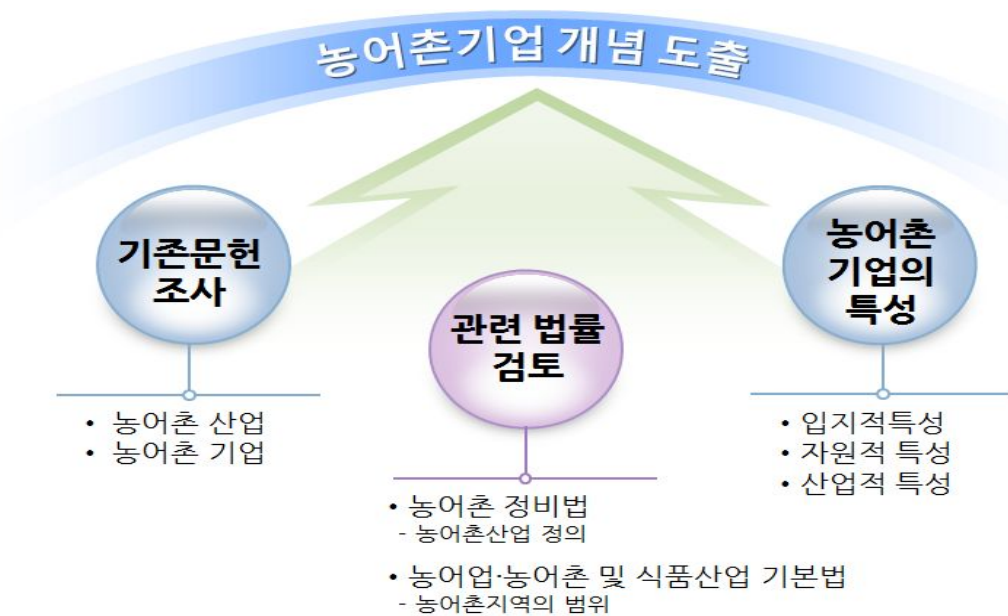 농어촌기업 개념 도출
기존문헌
조사
• 농어촌 산업
• 농어촌 기업
관련 법률
검토
• 농어촌 정비법
- 농어촌산업 정의
• 농어업·농어촌 및 식품산업 기본법
- 농어촌지역의 범위
농어촌
기업의
특성
• 입지적특성
• 자원적 특성
• 산업적 특성